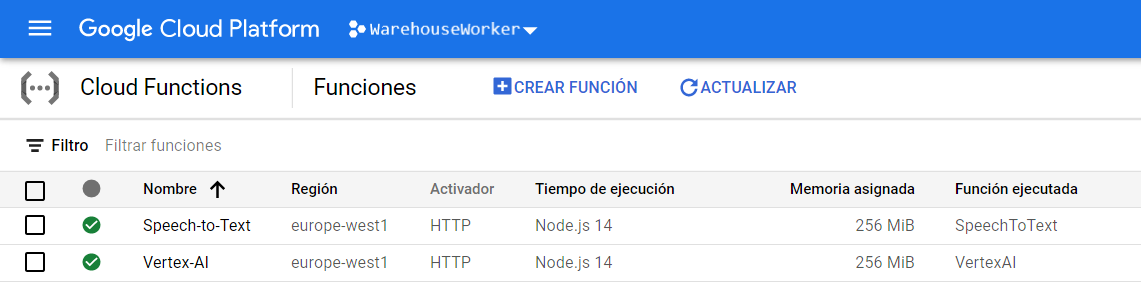 Google Cloud Platform WarehouseWorker
Cloud Functions Funciones CREAR FUNCIÓN ACTUALIZAR
Filtro Filtrar funciones
Nombre Región Activador Tiempo de ejecución Memoria asignada Función ejecutada
Speech-to-Text europe-west1 HTTP Node.js 14 256 MiB SpeechToText
Vertex-AI europe-west1 HTTP Node.js 14 256 MiB VertexAI